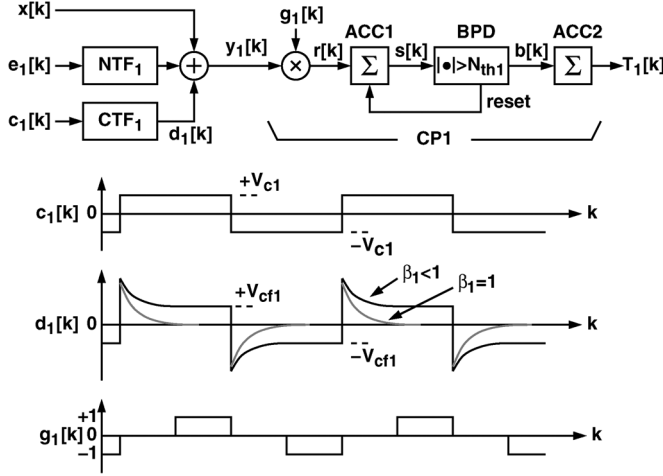 x[k]
g₁[k]
ACC1 BPD ACC2
e₁[k] NTF₁ + y₁[k] × r[k] Σ s[k] |•|>Nth1 b[k] Σ T₁[k]
c₁[k] CTF₁ d₁[k] reset
CP1
+Vc1
c₁[k] 0 k
−Vc1
+Vcf1 β₁<1 β₁=1
d₁[k] 0 k
−Vcf1
+1
g₁[k] 0 k
−1